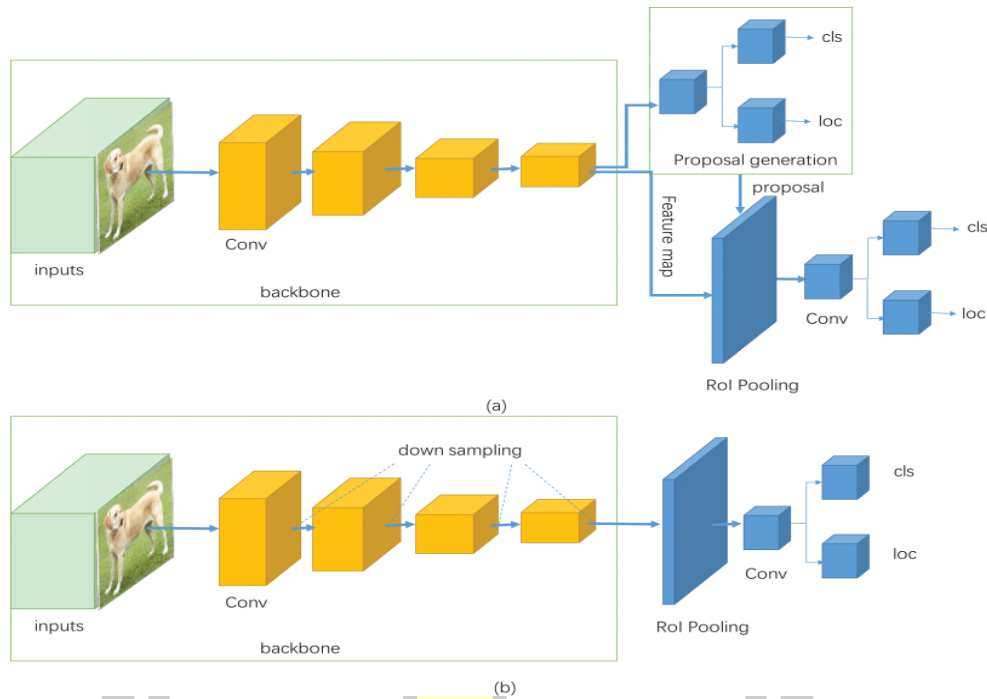 cls
loc
Proposal generation
proposal
Feature map
Conv
inputs
backbone
cls
loc
Conv
RoI Pooling
(a)
down sampling
cls
loc
Conv
Conv
RoI Pooling
inputs
backbone
(b)